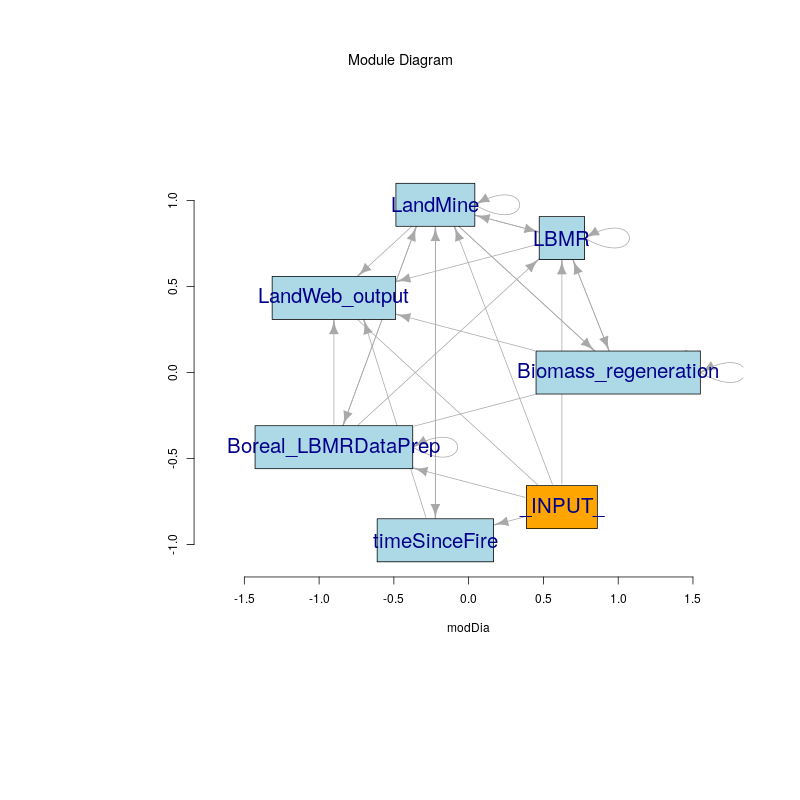 Module Diagram
1.0
0.5
0.0
-0.5
-1.0
LandMine
LBMR
LandWeb_output
Biomass_regeneration
Boreal_LBMRDataPrep
_INPUT_
timeSinceFire
-1.5 -1.0 -0.5 0.0 0.5 1.0 1.5
modDia